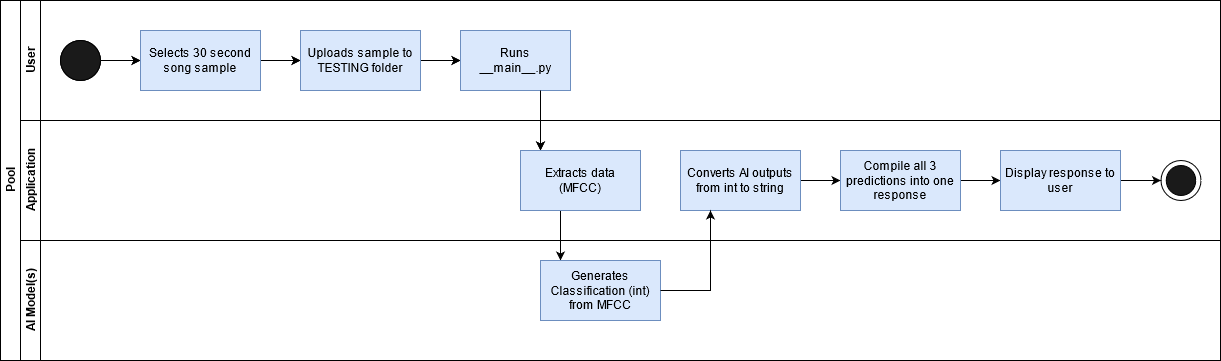 Pool
User
Selects 30 second
song sample
Uploads sample to
TESTING folder
Runs
__main__.py
Application
Extracts data
(MFCC)
Converts AI outputs
from int to string
Compile all 3
predictions into one
response
Display response to
user
AI Model(s)
Generates
Classification (int)
from MFCC